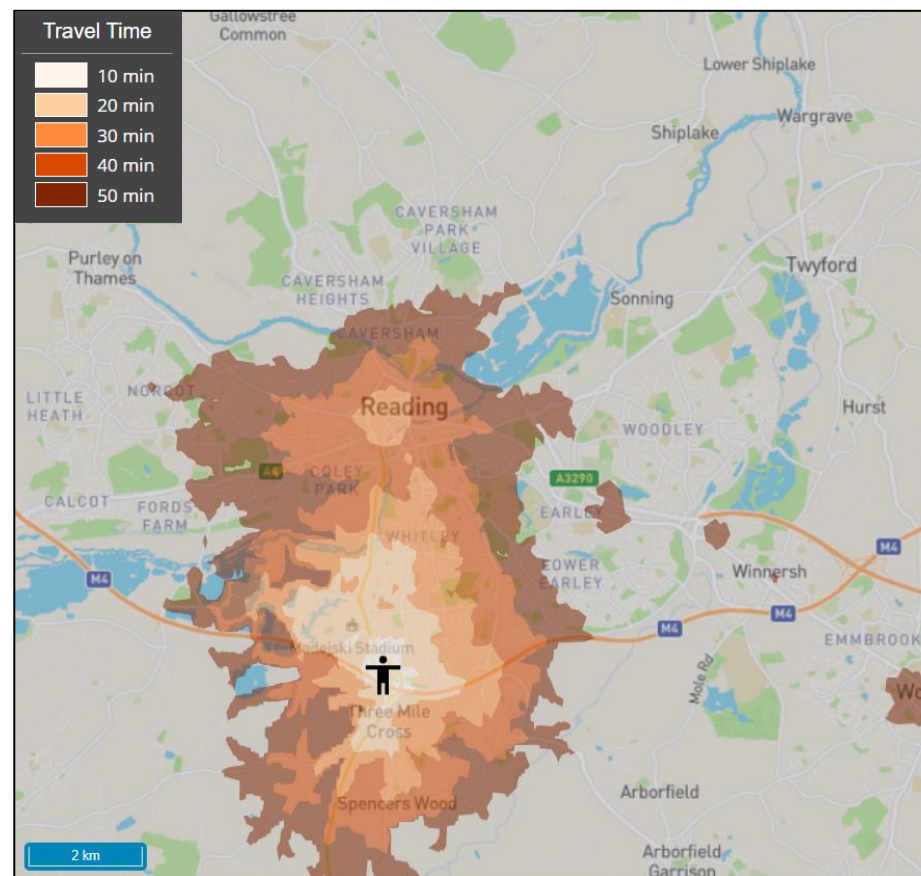 Travel Time
10 min
20 min
30 min
40 min
50 min
Gallowstree
Common
Lower Shiplake
Wargrave
Shiplake
CAVERSHAM
PARK
VILLAGE
Purley on
Thames
Twyford
CAVERSHAM
HEIGHTS
Sonning
CAVERSHAM
NORCOT
LITTLE
HEATH
Reading
Hurst
WOODLEY
A4
COLEY
PARK
A3290
CALCOT
FORDS
FARM
EARLEY
WHITLEY
M4
LOWER
EARLEY
M4
Winnersh
M4
M4
EMMBROOK
Madejski Stadium
Mole Rd
Wo
Three Mile
Cross
Spencers Wood
Arborfield
2 km
Arborfield
Garrison